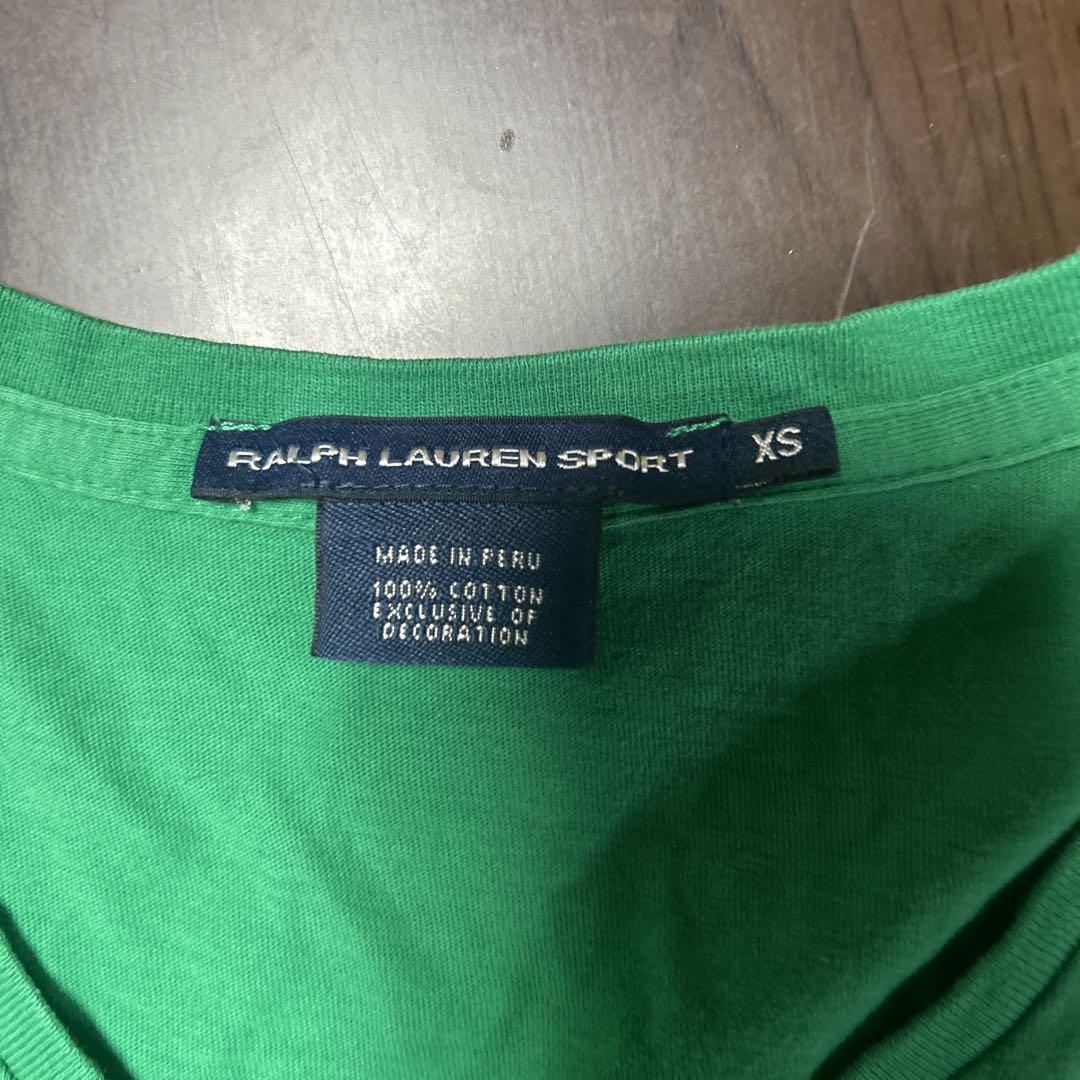 RALPH LAUREN SPORT
XS
MADE IN PERU
100% COTTON
EXCLUSIVE OF
DECORATION